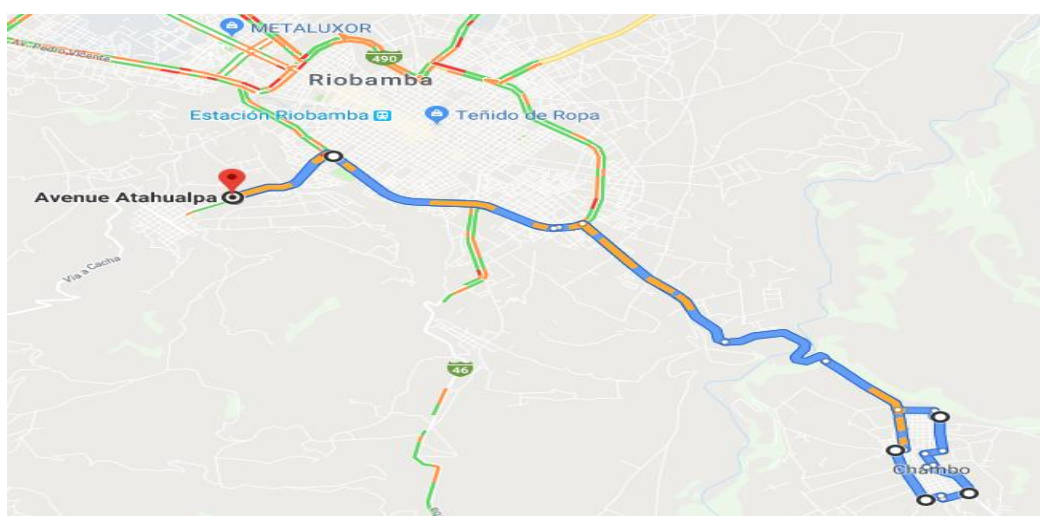 METALUXOR
Av. Pedro Vicente
490
Riobamba
Estación Riobamba
Teñido de Ropa
Avenue Atahualpa
Vía a Cacha
46
Chambo